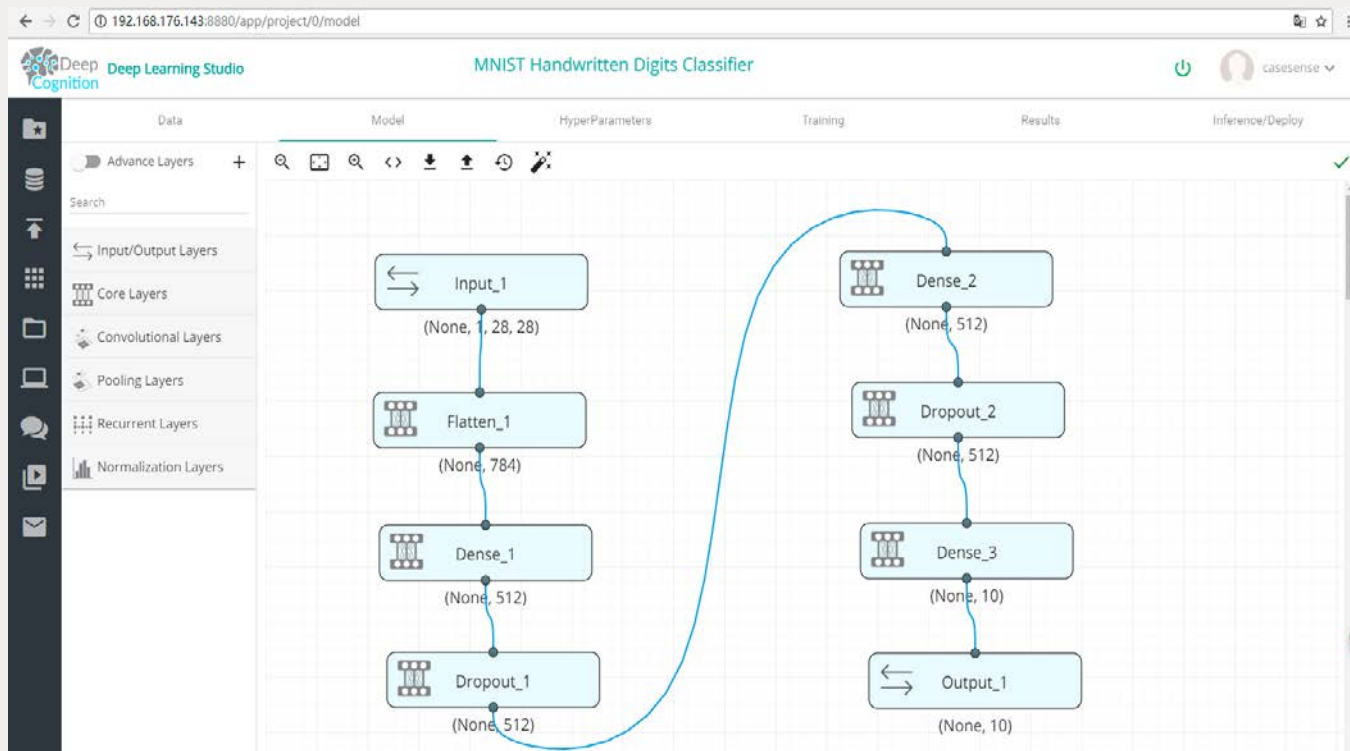 192.168.176.143:8880/app/project/0/model
Deep Cognition
Deep Learning Studio
MNIST Handwritten Digits Classifier
casesense
Data
Model
HyperParameters
Training
Results
Inference/Deploy
Advance Layers
+
Search
Input/Output Layers
Core Layers
Convolutional Layers
Pooling Layers
Recurrent Layers
Normalization Layers
Input_1
(None, 1, 28, 28)
Flatten_1
(None, 784)
Dense_1
(None, 512)
Dropout_1
(None, 512)
Dense_2
(None, 512)
Dropout_2
(None, 512)
Dense_3
(None, 10)
Output_1
(None, 10)